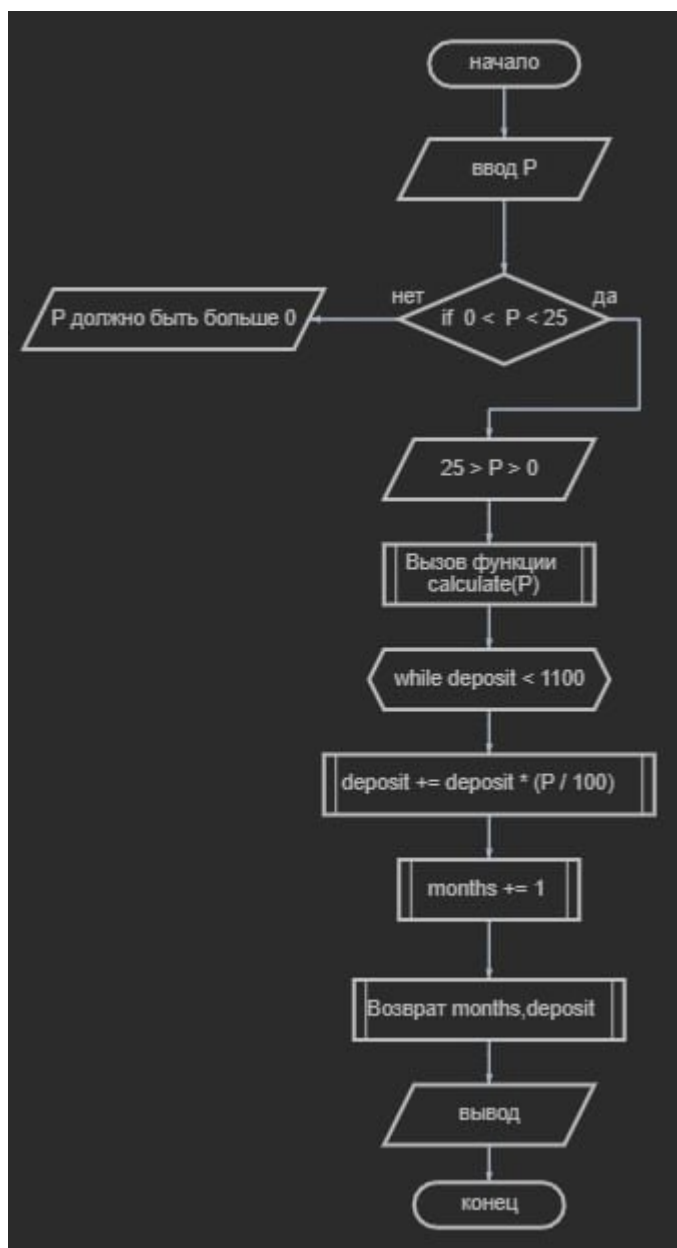 начало
ввод P
нет
if 0 < P < 25
да
P должно быть больше 0
25 > P > 0
Вызов функции
calculate(P)
while deposit < 1100
deposit += deposit * (P / 100)
months += 1
Возврат months,deposit
вывод
конец